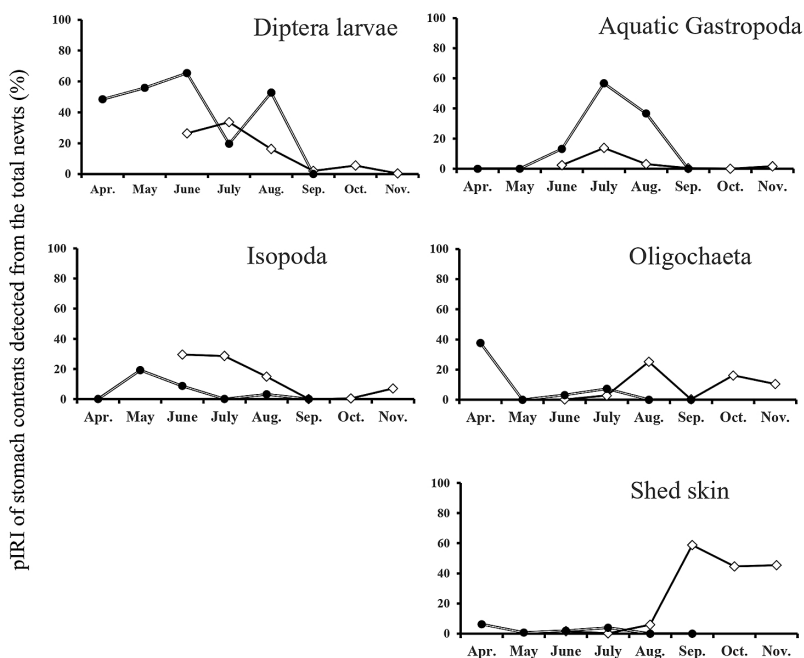 pIRI of stomach contents detected from the total newts (%)
Diptera larvae
100
80
60
40
20
0
Apr. May June July Aug. Sep. Oct. Nov.
Aquatic Gastropoda
100
80
60
40
20
0
Apr. May June July Aug. Sep. Oct. Nov.
Isopoda
100
80
60
40
20
0
Apr. May June July Aug. Sep. Oct. Nov.
Oligochaeta
100
80
60
40
20
0
Apr. May June July Aug. Sep. Oct. Nov.
Shed skin
100
80
60
40
20
0
Apr. May June July Aug. Sep. Oct. Nov.